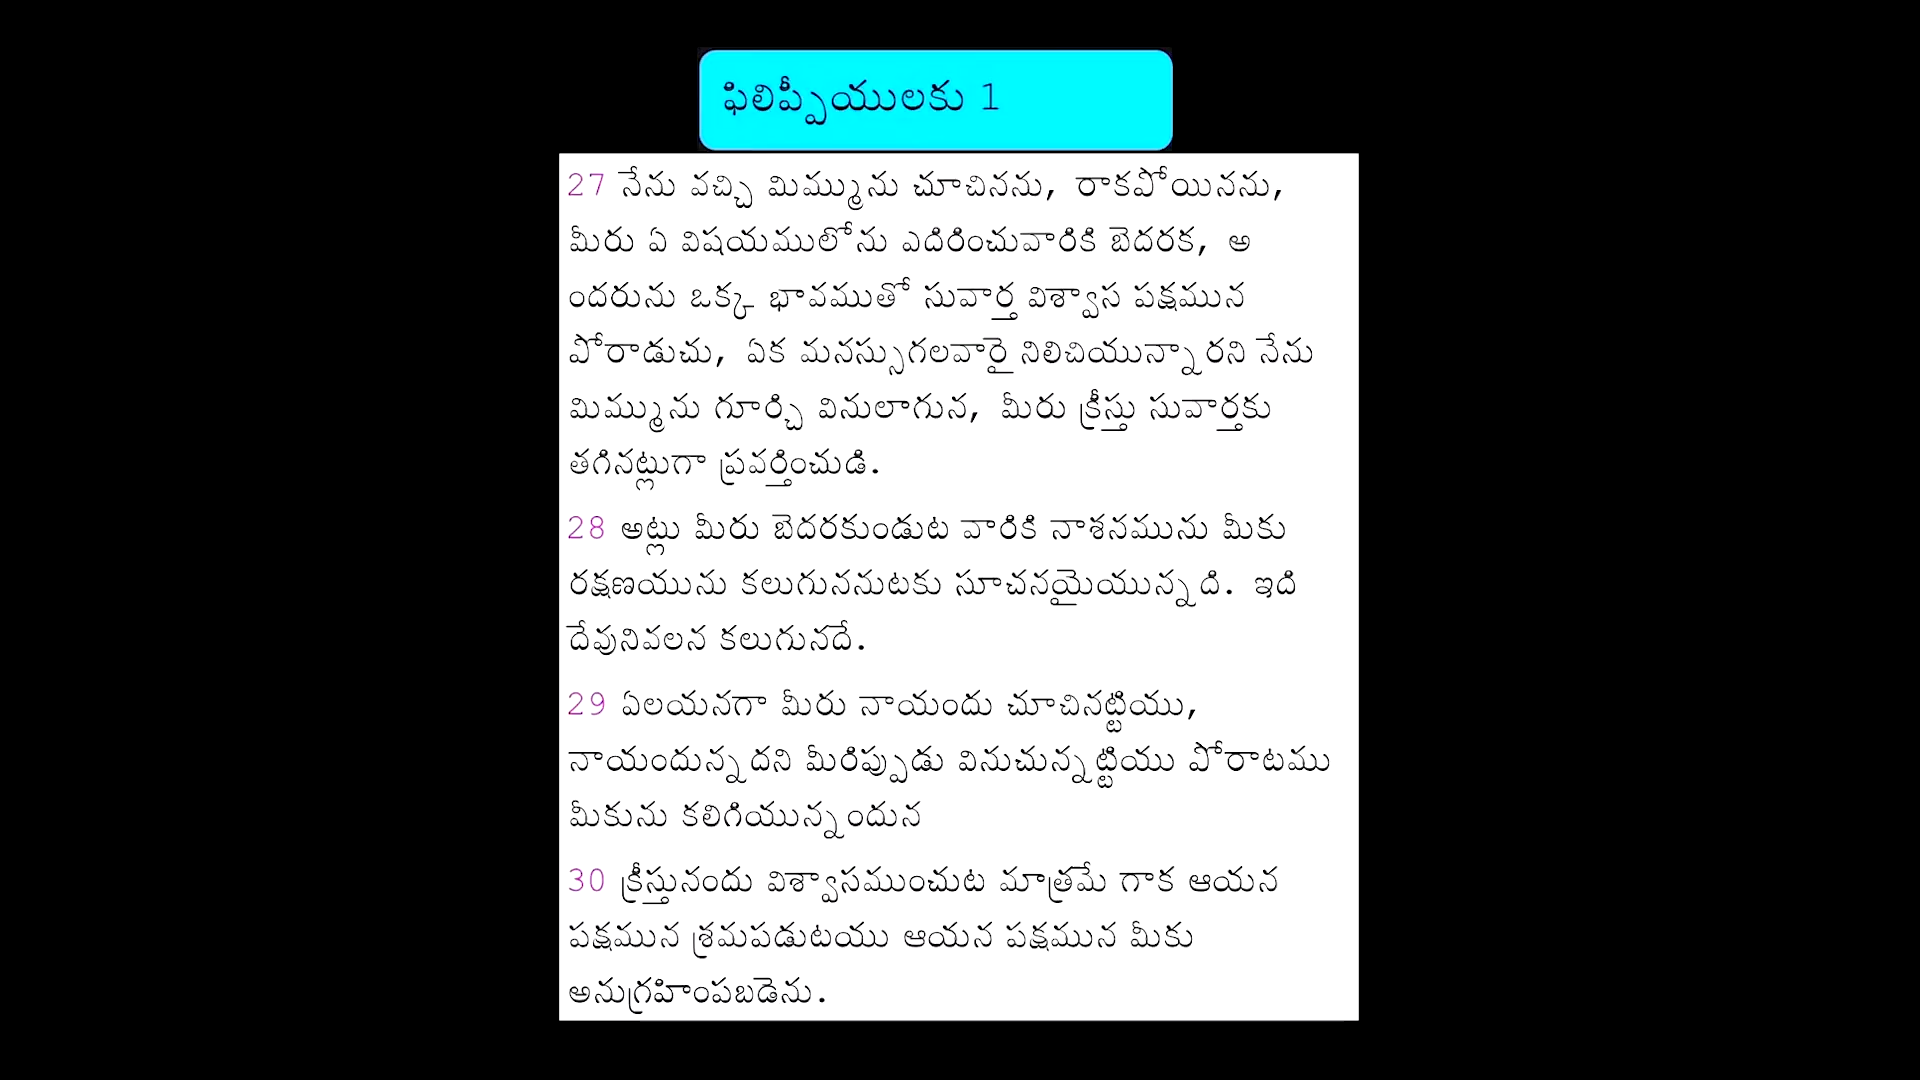 ఫిలిప్పీయులకు 1
27 నేను వచ్చి మిమ్మును చూచినను, రాకపోయినను,
మీరు ఏ విషయములోను ఎదిరించువారికి బెదరక, అ
ందరును ఒక్క భావముతో సువార్త విశ్వాస పక్షమున
పోరాడుచు, ఏక మనస్సుగలవారై నిలిచియున్నారని నేను
మిమ్మును గూర్చి వినులాగున, మీరు క్రీస్తు సువార్తకు
తగినట్లుగా ప్రవర్తించుడి.
28 అట్లు మీరు బెదరకుండుట వారికి నాశనమును మీకు
రక్షణయును కలుగుననుటకు సూచనయైయున్నది. ఇది
దేవునివలన కలుగునదే.
29 ఏలయనగా మీరు నాయందు చూచినట్టియు,
నాయందున్నదని మీరిప్పుడు వినుచున్నట్టియు పోరాటము
మీకును కలిగియున్నందున
30 క్రీస్తునందు విశ్వాసముంచుట మాత్రమే గాక ఆయన
పక్షమున శ్రమపడుటయు ఆయన పక్షమున మీకు
అనుగ్రహింపబడెను.